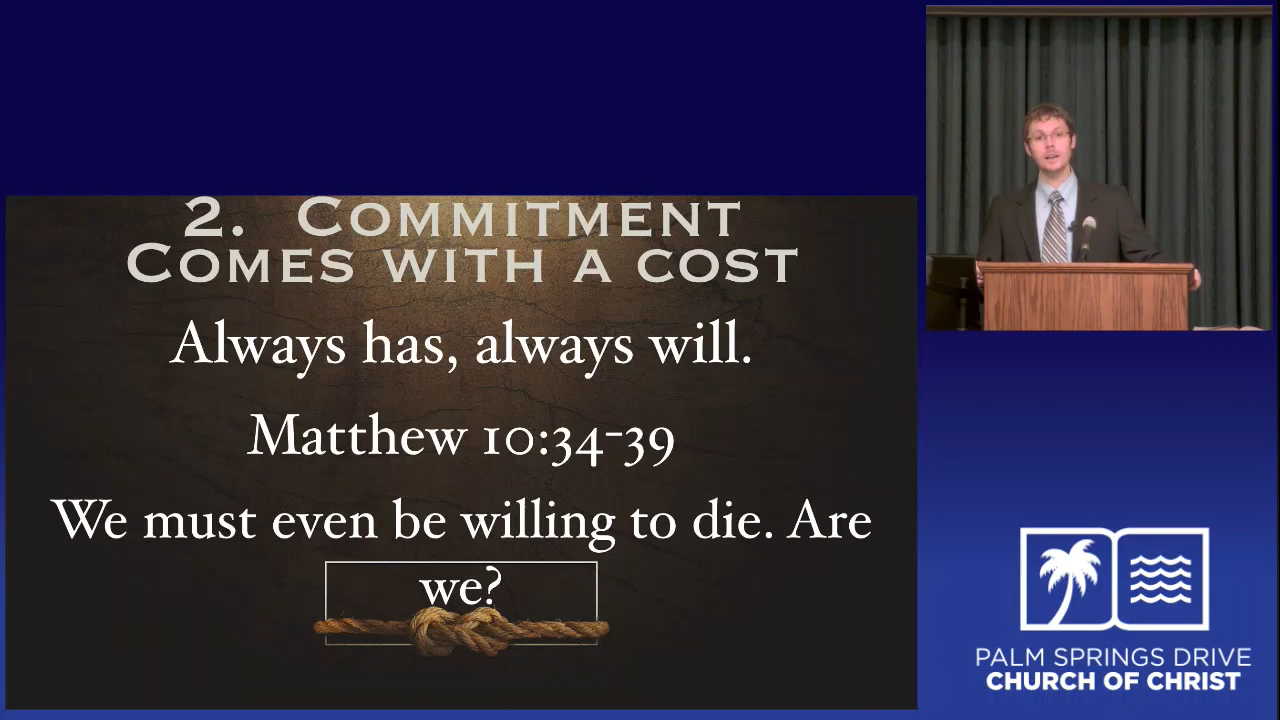 2. Commitment
Comes with a cost
Always has, always will.
Matthew 10:34-39
We must even be willing to die. Are
we?
PALM SPRINGS DRIVE
CHURCH OF CHRIST